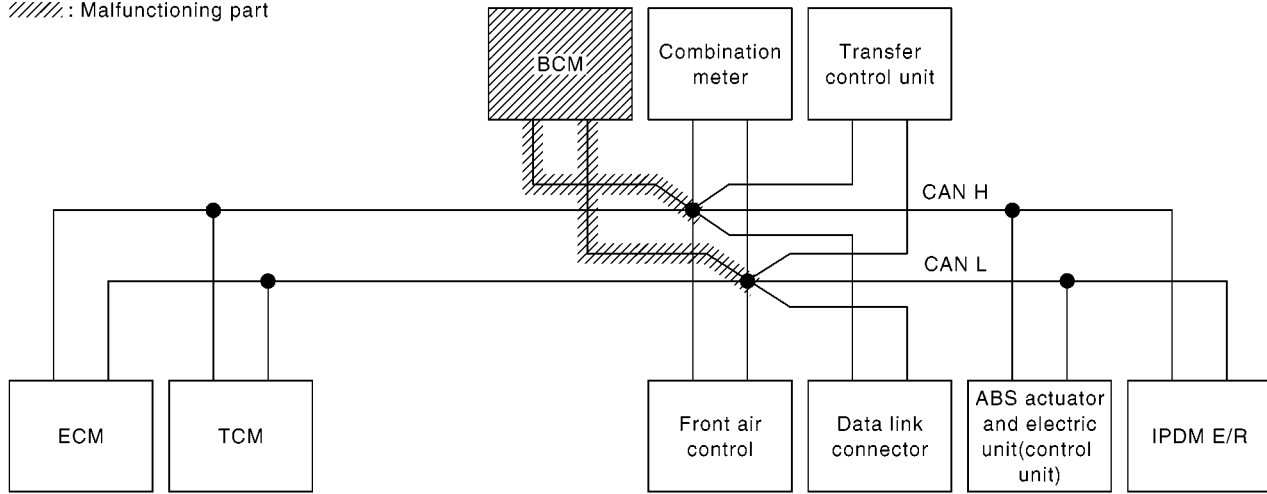 : Malfunctioning part
BCM
Combination
meter
Transfer
control unit
CAN H
CAN L
ECM
TCM
Front air
control
Data link
connector
ABS actuator
and electric
unit(control
unit)
IPDM E/R